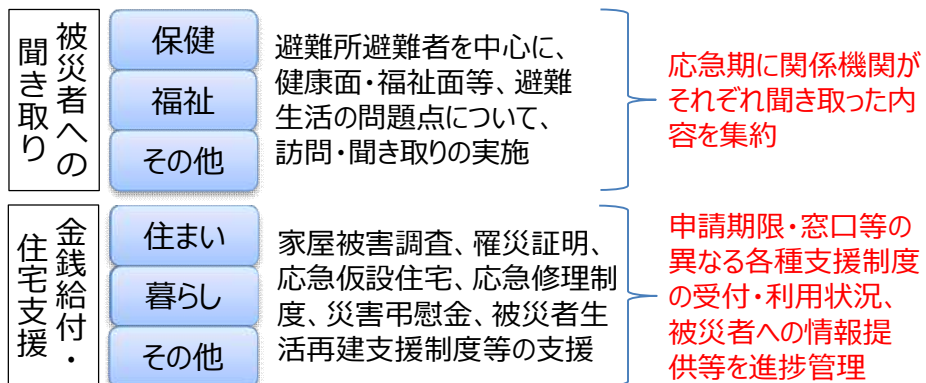 被災者への
聞き取り
保健
福祉
その他
避難所避難者を中心に、
健康面・福祉面等、避難
生活の問題点について、
訪問・聞き取りの実施
応急期に関係機関が
それぞれ聞き取った内
容を集約
金銭給付・
住宅支援
住まい
暮らし
その他
家屋被害調査、罹災証明、
応急仮設住宅、応急修理制
度、災害弔慰金、被災者生
活再建支援制度等の支援
申請期限・窓口等の
異なる各種支援制度
の受付・利用状況、
被災者への情報提
供等を進捗管理